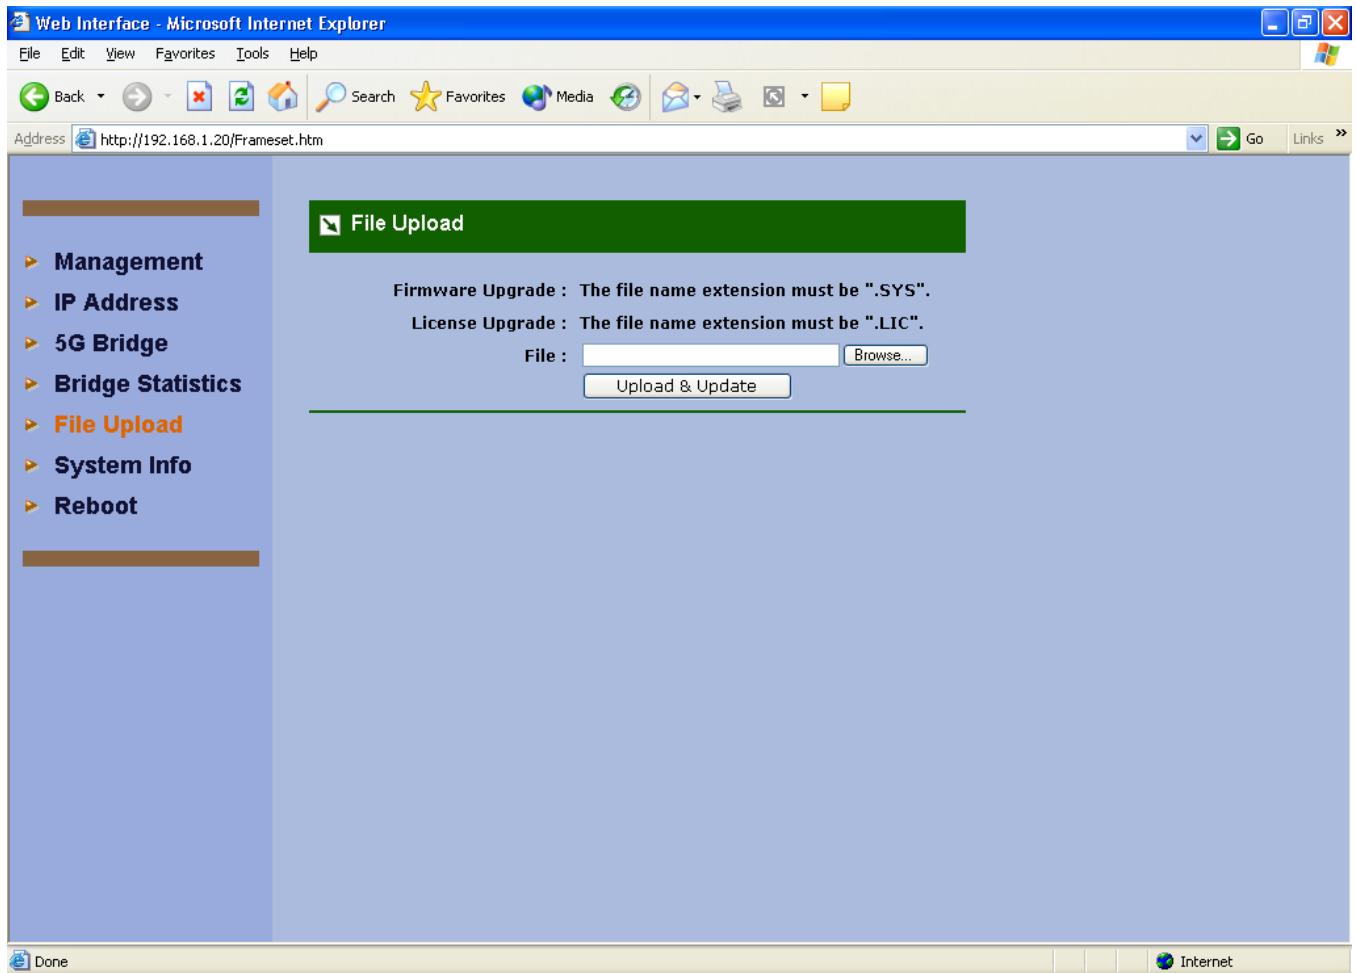 Web Interface - Microsoft Internet Explorer
File Edit View Favorites Tools Help
Back Search Favorites Media
Address http://192.168.1.20/Frameset.htm Go Links »
File Upload
Management
IP Address
5G Bridge
Bridge Statistics
File Upload
System Info
Reboot
Firmware Upgrade : The file name extension must be ".SYS".
License Upgrade : The file name extension must be ".LIC".
File : Browse...
Upload & Update
Done Internet